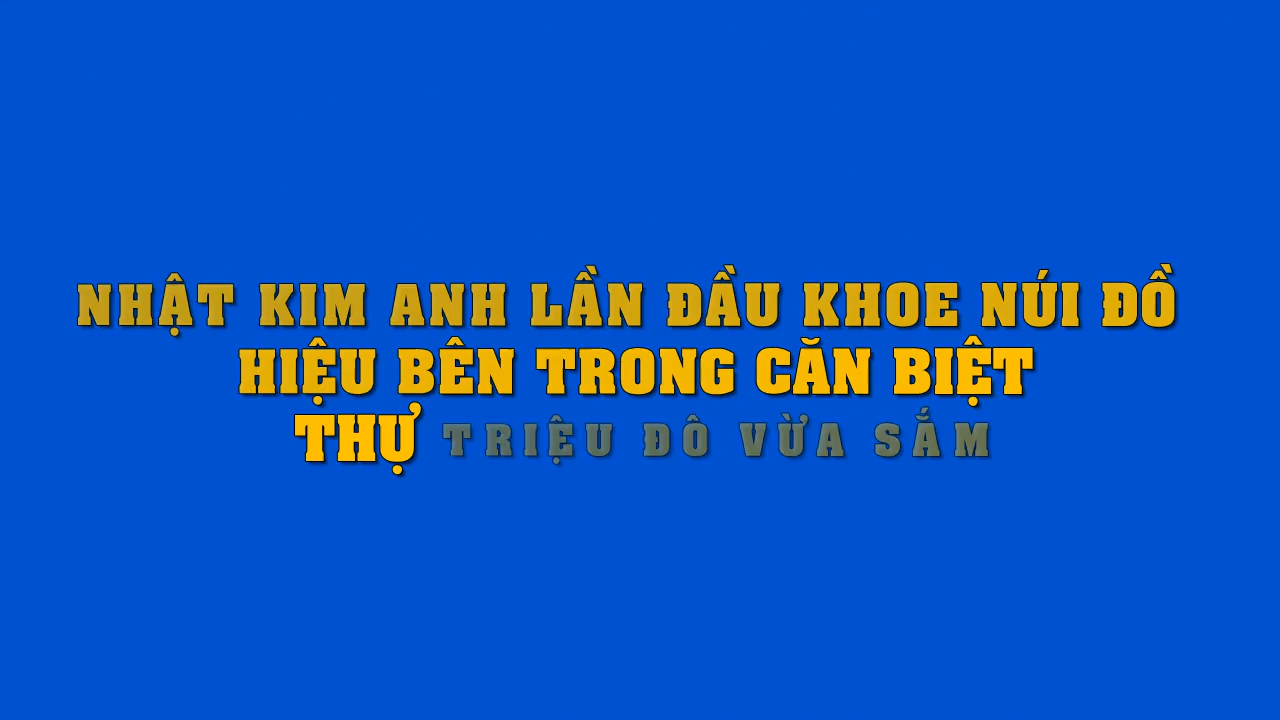 NHẬT KIM ANH LẦN ĐẦU KHOE NÚI ĐỒ
HIỆU BÊN TRONG CĂN BIỆT
THỰ TRIỆU ĐÔ VỪA SẮM